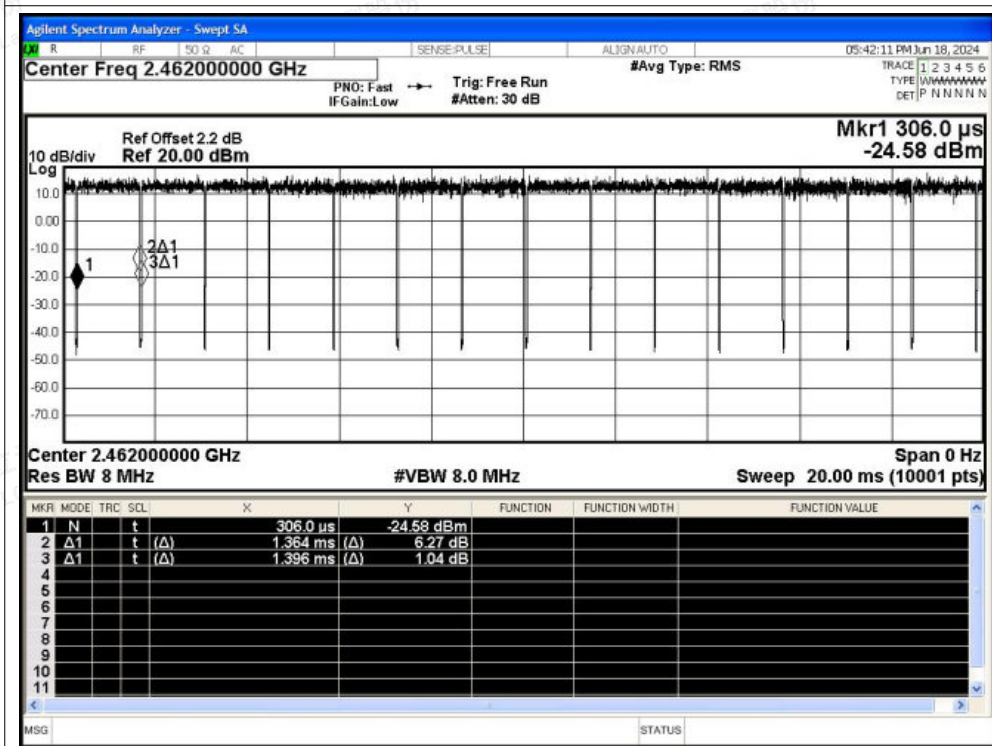 Agilent Spectrum Analyzer - Swept SA
LXI R RF 50 Ω AC SENSE:PULSE ALIGN AUTO 05:42:11 PM Jun 18, 2024
Center Freq 2.462000000 GHz #Avg Type: RMS TRACE 1 2 3 4 5 6
PNO: Fast Trig: Free Run TYPE WWWWWW
IFGain:Low #Atten: 30 dB DET P N N N N N
Mkr1 306.0 µs
Ref Offset 2.2 dB
10 dB/div Ref 20.00 dBm -24.58 dBm
Log
10.0
0.00
-10.0
2Δ1
1 3Δ1
-20.0
-30.0
-40.0
-50.0
-60.0
-70.0
Center 2.462000000 GHz Span 0 Hz
Res BW 8 MHz #VBW 8.0 MHz Sweep 20.00 ms (10001 pts)
MKR MODE TRC SCL X Y FUNCTION FUNCTION WIDTH FUNCTION VALUE
1 N t 306.0 µs -24.58 dBm
2 Δ1 t (Δ) 1.364 ms (Δ) 6.27 dB
3 Δ1 t (Δ) 1.396 ms (Δ) 1.04 dB
4
5
6
7
8
9
10
11
MSG STATUS